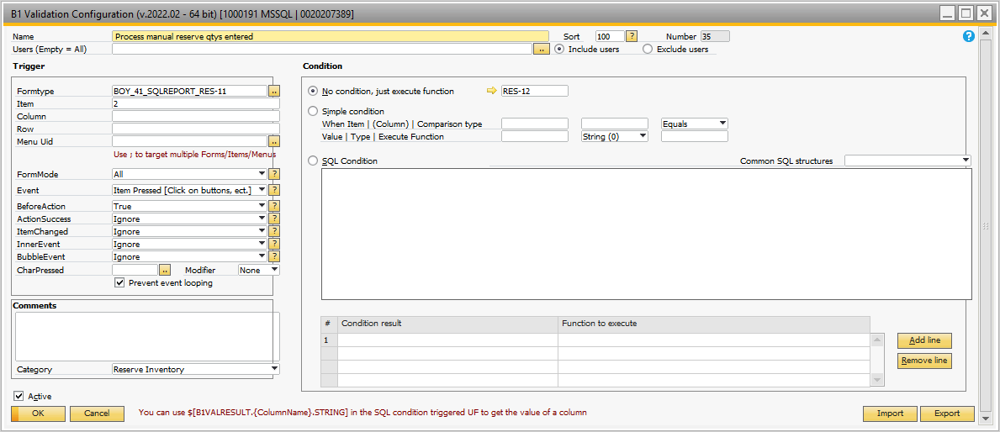 B1 Validation Configuration (v.2022.02 - 64 bit) [1000191 MSSQL | 0020207389]
Name Process manual reserve qtys entered Sort 100 ? Number 35 ?
Users (Empty = All) .. Include users Exclude users
Trigger
Formtype BOY_41_SQLREPORT_RES-11 ..
Item 2
Column
Row
Menu Uid ..
Use ; to target multiple Forms/Items/Menus
FormMode All ?
Event Item Pressed [Click on buttons, ect.] ?
BeforeAction True ?
ActionSuccess Ignore ?
ItemChanged Ignore ?
InnerEvent Ignore ?
BubbleEvent Ignore ?
CharPressed .. Modifier None
Prevent event looping
Comments
Category Reserve Inventory
Condition
No condition, just execute function RES-12
Simple condition
When Item | (Column) | Comparison type Equals
Value | Type | Execute Function String (0)
SQL Condition Common SQL structures
# Condition result Function to execute
1
Add line
Remove line
Active
OK Cancel You can use $[B1VALRESULT.{ColumnName}.STRING] in the SQL condition triggered UF to get the value of a column Import Export